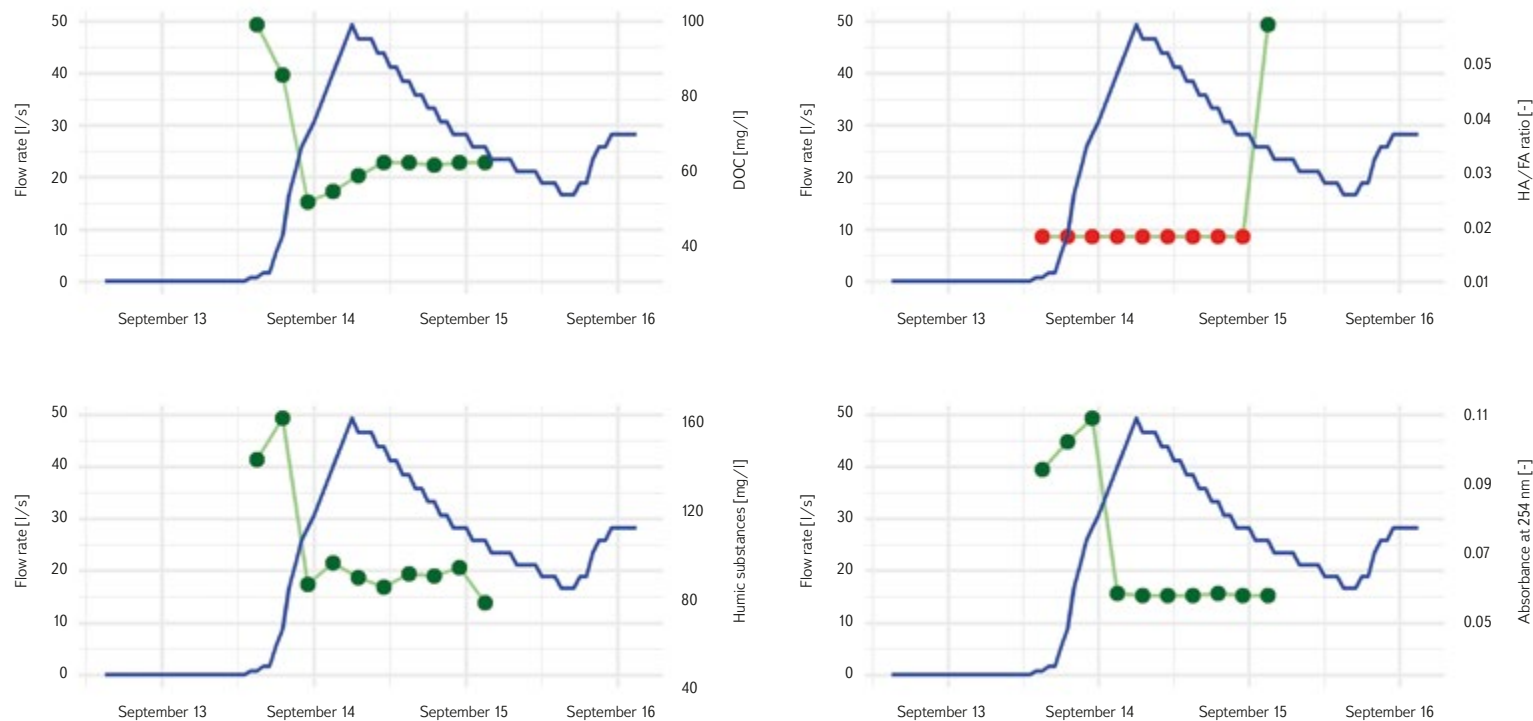 50
40
30
20
10
0
Flow rate [l/s]
100
80
60
40
DOC [mg/l]
September 13
September 14
September 15
September 16
50
40
30
20
10
0
Flow rate [l/s]
0.05
0.04
0.03
0.02
0.01
HA/FA ratio [-]
September 13
September 14
September 15
September 16
50
40
30
20
10
0
Flow rate [l/s]
160
120
80
40
Humic substances [mg/l]
September 13
September 14
September 15
September 16
50
40
30
20
10
0
Flow rate [l/s]
0.11
0.09
0.07
0.05
Absorbance at 254 nm [-]
September 13
September 14
September 15
September 16